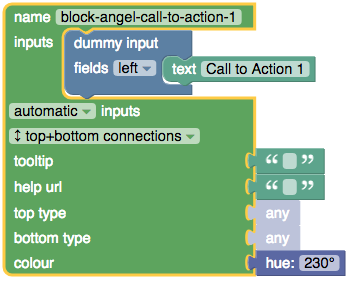 name block-angel-call-to-action-1
inputs dummy input
fields left text Call to Action 1
automatic inputs
↕ top+bottom connections
tooltip “ ”
help url “ ”
top type any
bottom type any
colour hue: 230°